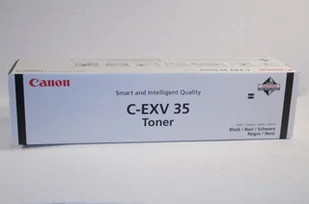 Canon
Smart and Intelligent Quality
C-EXV 35
Toner
Black / Noir / Schwarz
Negro / Nero